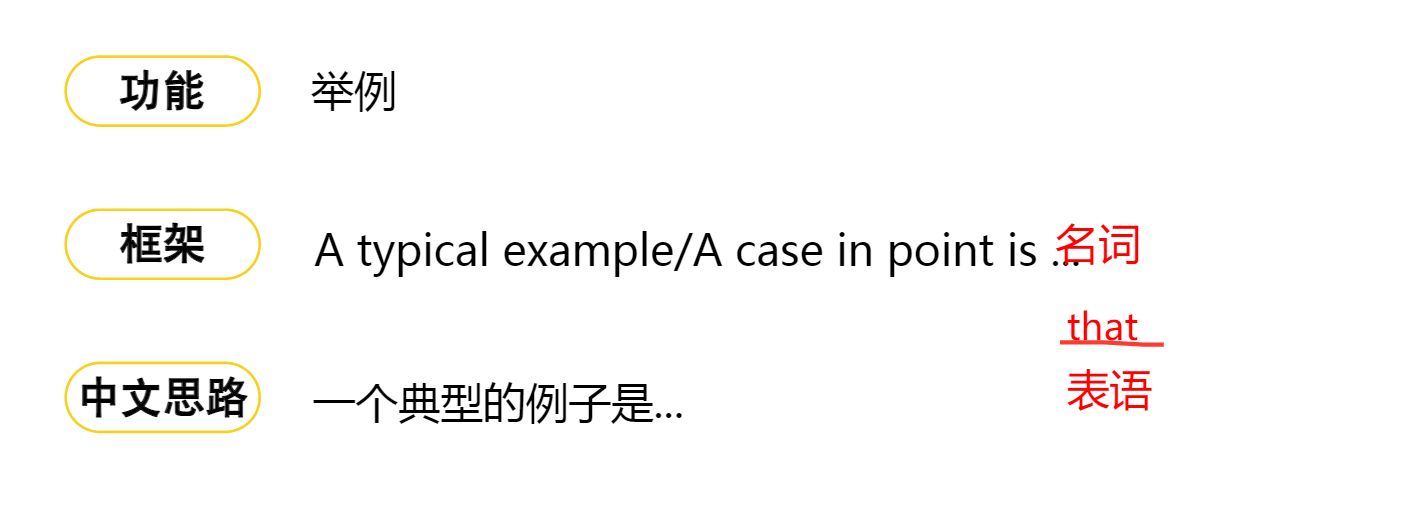 功能 举例
框架 A typical example/A case in point is ... 名词
that
表语
中文思路 一个典型的例子是...